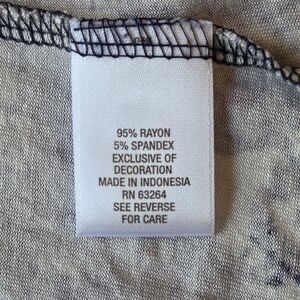 95% RAYON
5% SPANDEX
EXCLUSIVE OF
DECORATION
MADE IN INDONESIA
RN 63264
SEE REVERSE
FOR CARE